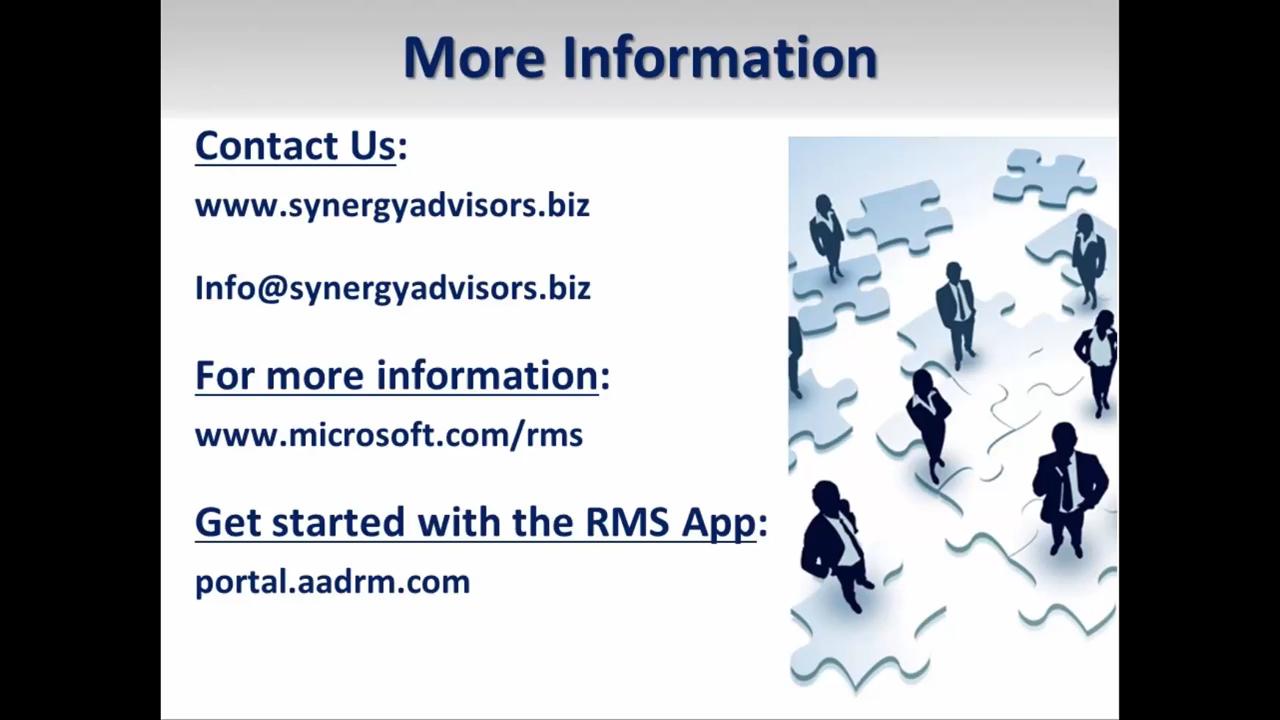 More Information
Contact Us:
www.synergyadvisors.biz
Info@synergyadvisors.biz
For more information:
www.microsoft.com/rms
Get started with the RMS App:
portal.aadrm.com